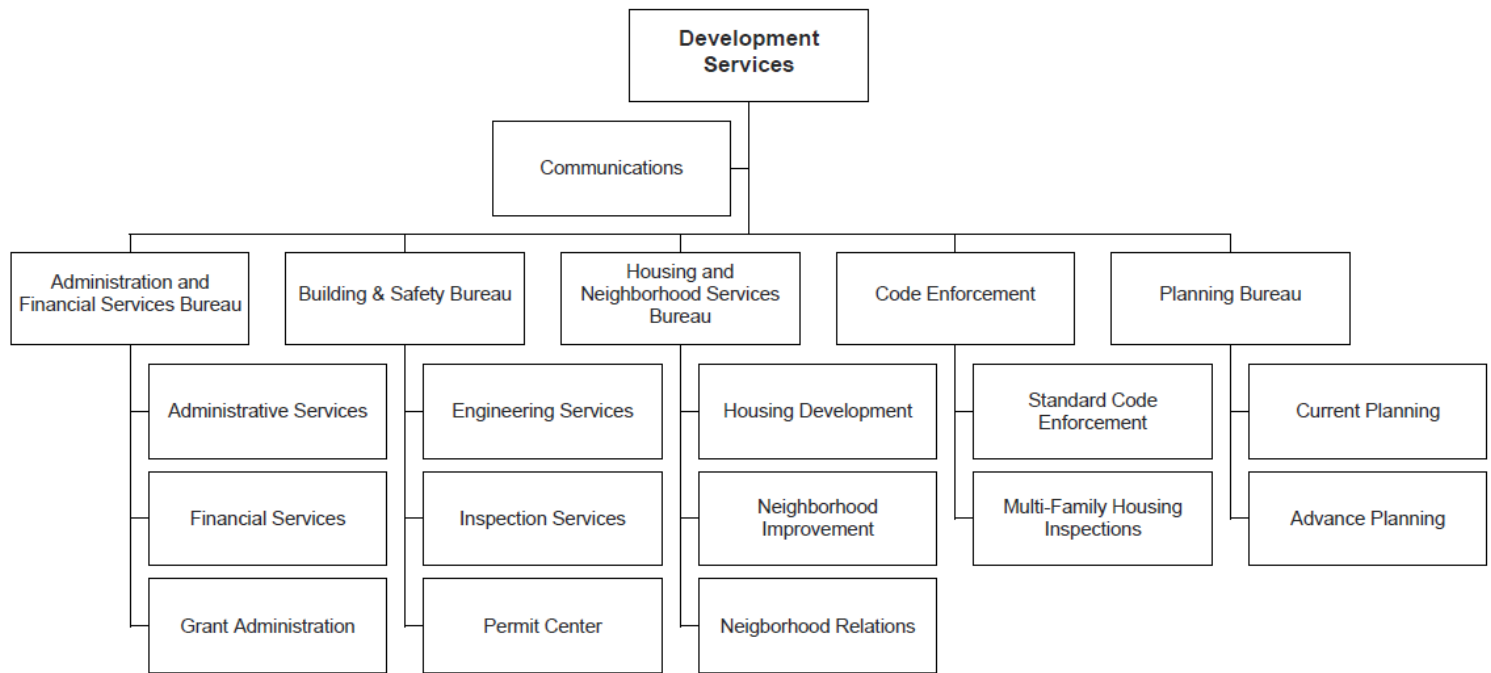 Development
Services
Communications
Administration and
Financial Services Bureau
Building & Safety Bureau
Housing and
Neighborhood Services
Bureau
Code Enforcement
Planning Bureau
Administrative Services
Engineering Services
Housing Development
Standard Code
Enforcement
Current Planning
Financial Services
Inspection Services
Neighborhood
Improvement
Multi-Family Housing
Inspections
Advance Planning
Grant Administration
Permit Center
Neigborhood Relations